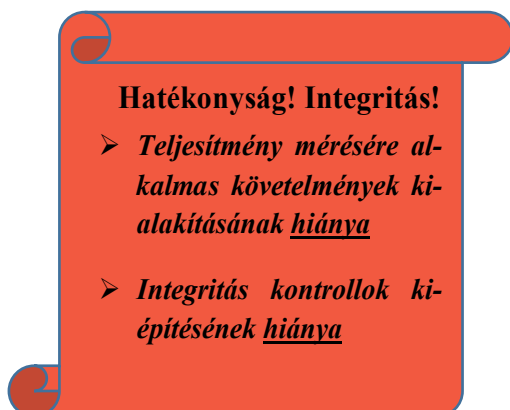 Hatékonyság! Integritás!
➢ Teljesítmény mérésére al-
kalmas követelmények ki-
alakításának hiánya
➢ Integritás kontrollok ki-
építésének hiánya